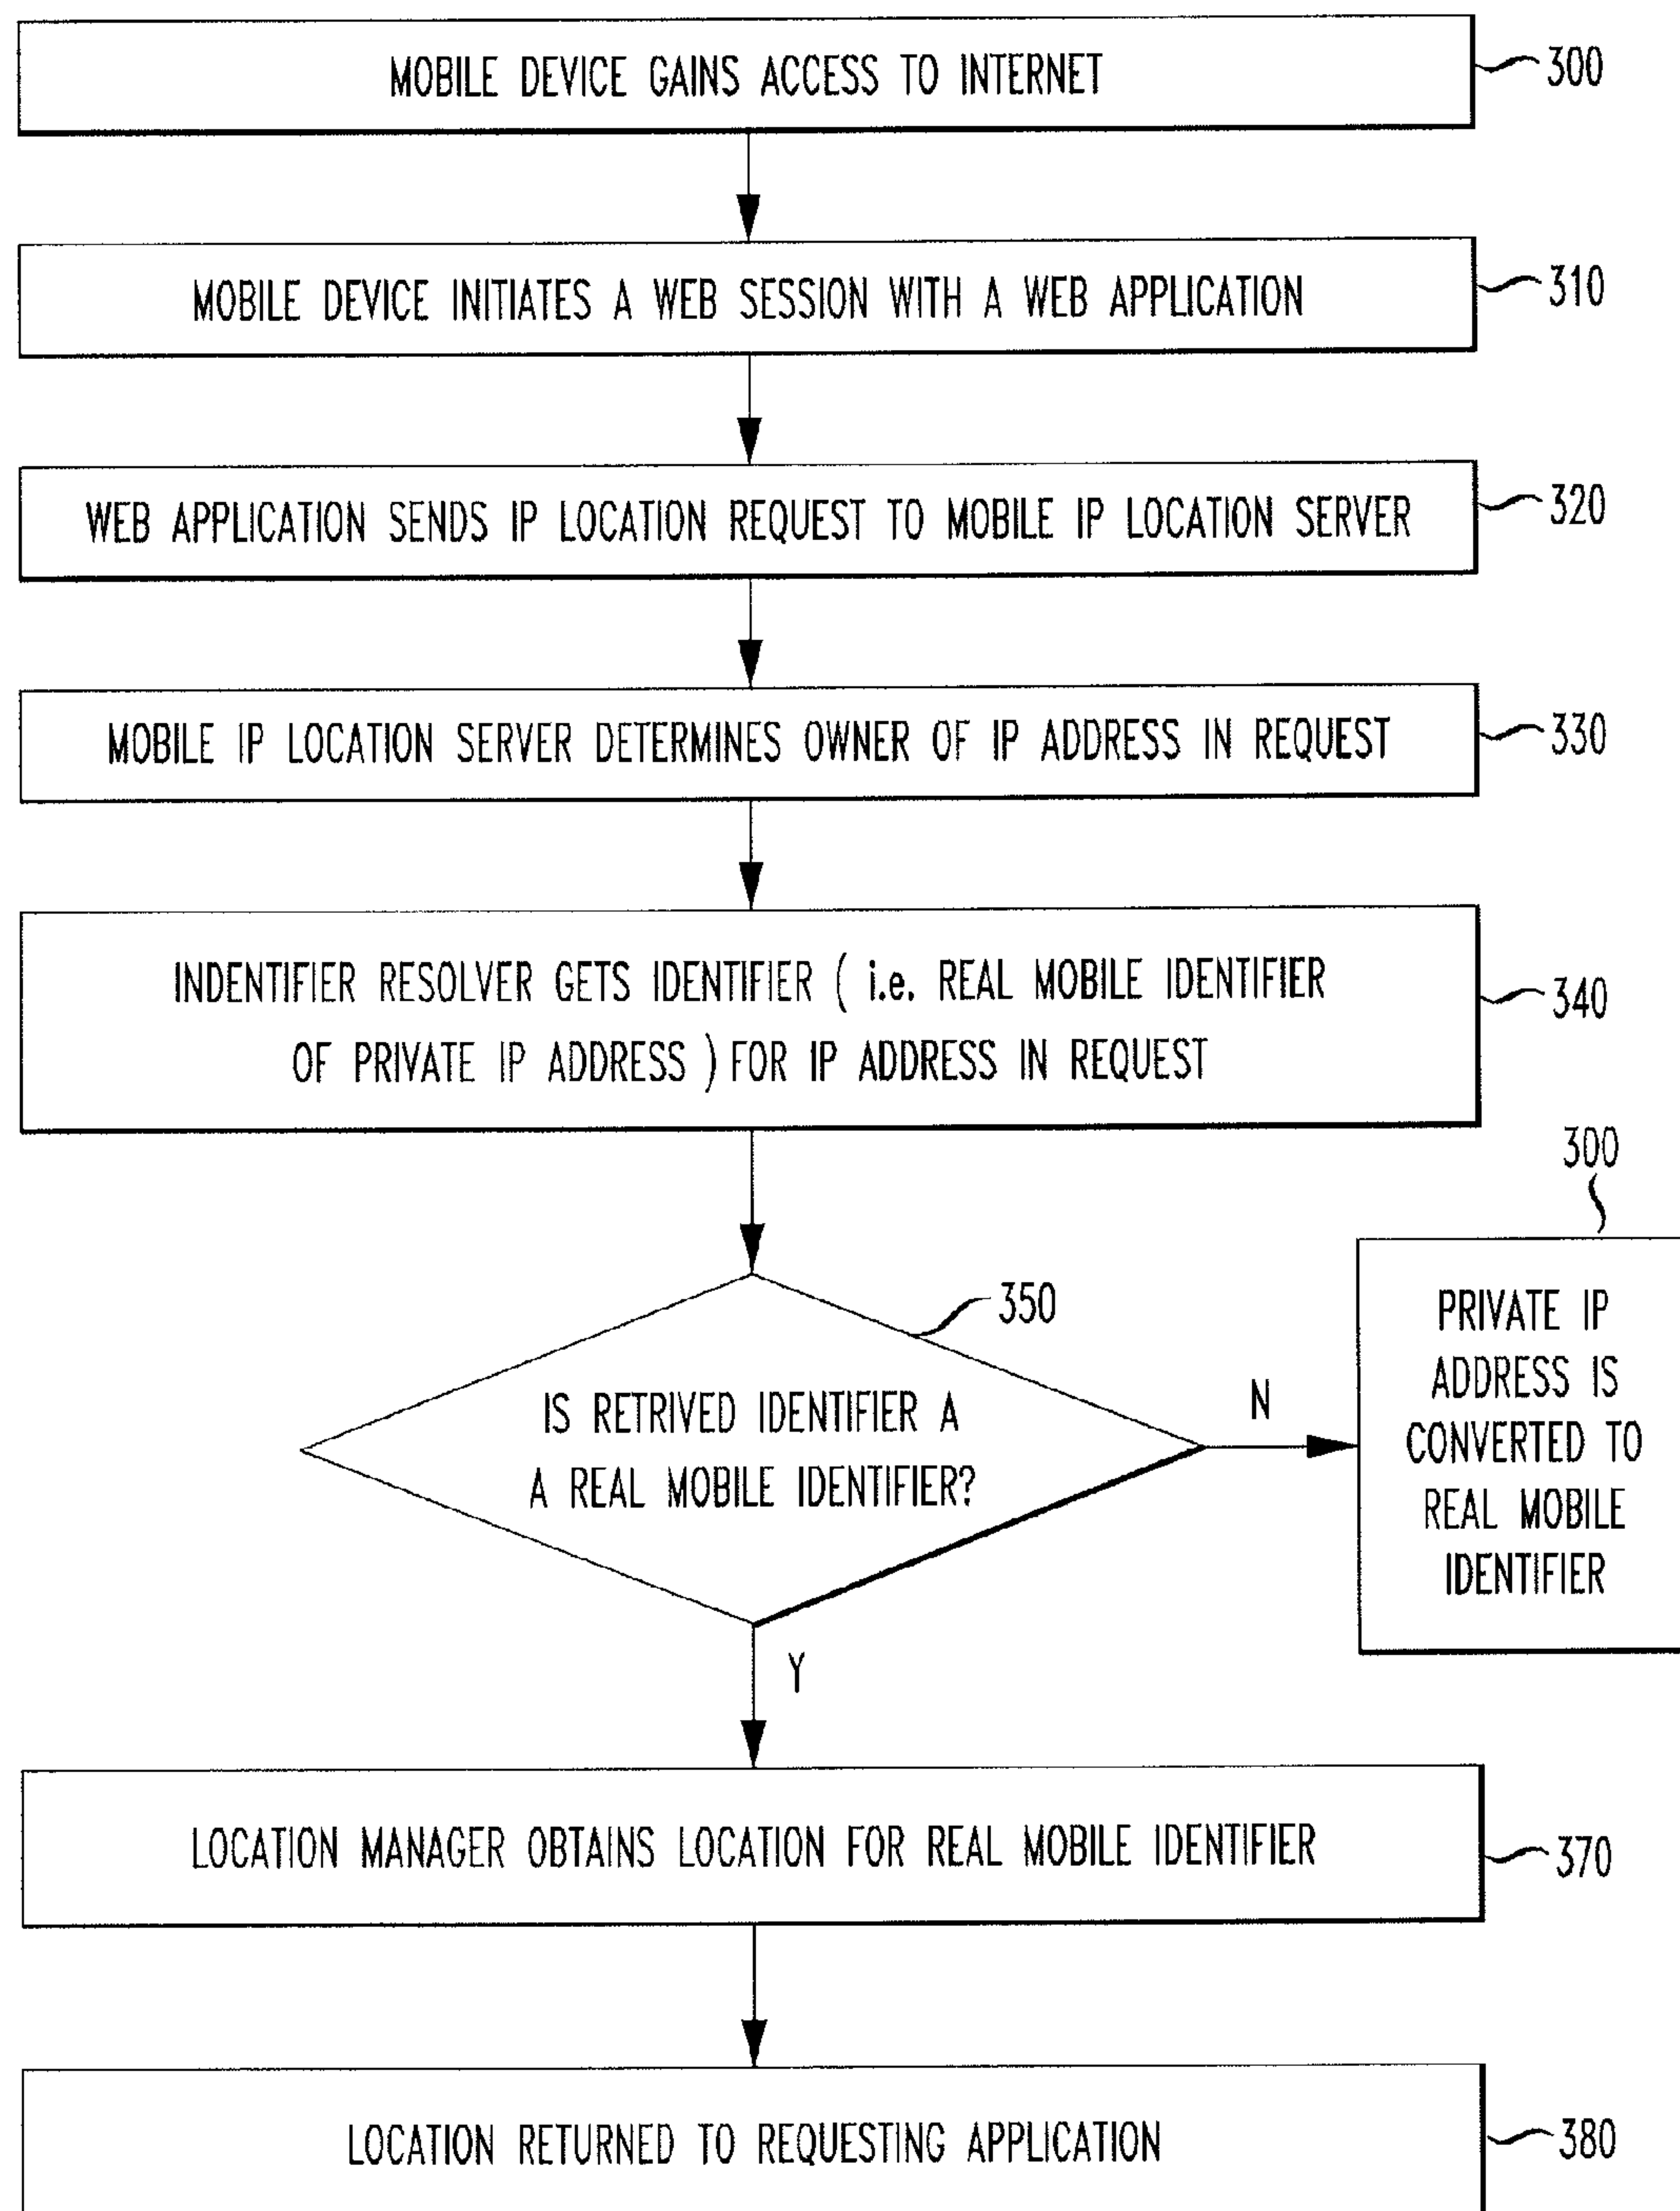 MOBILE DEVICE GAINS ACCESS TO INTERNET
300
MOBILE DEVICE INITIATES A WEB SESSION WITH A WEB APPLICATION
310
WEB APPLICATION SENDS IP LOCATION REQUEST TO MOBILE IP LOCATION SERVER
320
MOBILE IP LOCATION SERVER DETERMINES OWNER OF IP ADDRESS IN REQUEST
330
INDENTIFIER RESOLVER GETS IDENTIFIER ( i.e. REAL MOBILE IDENTIFIER
OF PRIVATE IP ADDRESS ) FOR IP ADDRESS IN REQUEST
340
350
IS RETRIVED IDENTIFIER A
A REAL MOBILE IDENTIFIER?
N
300
PRIVATE IP
ADDRESS IS
CONVERTED TO
REAL MOBILE
IDENTIFIER
Y
LOCATION MANAGER OBTAINS LOCATION FOR REAL MOBILE IDENTIFIER
370
LOCATION RETURNED TO REQUESTING APPLICATION
380